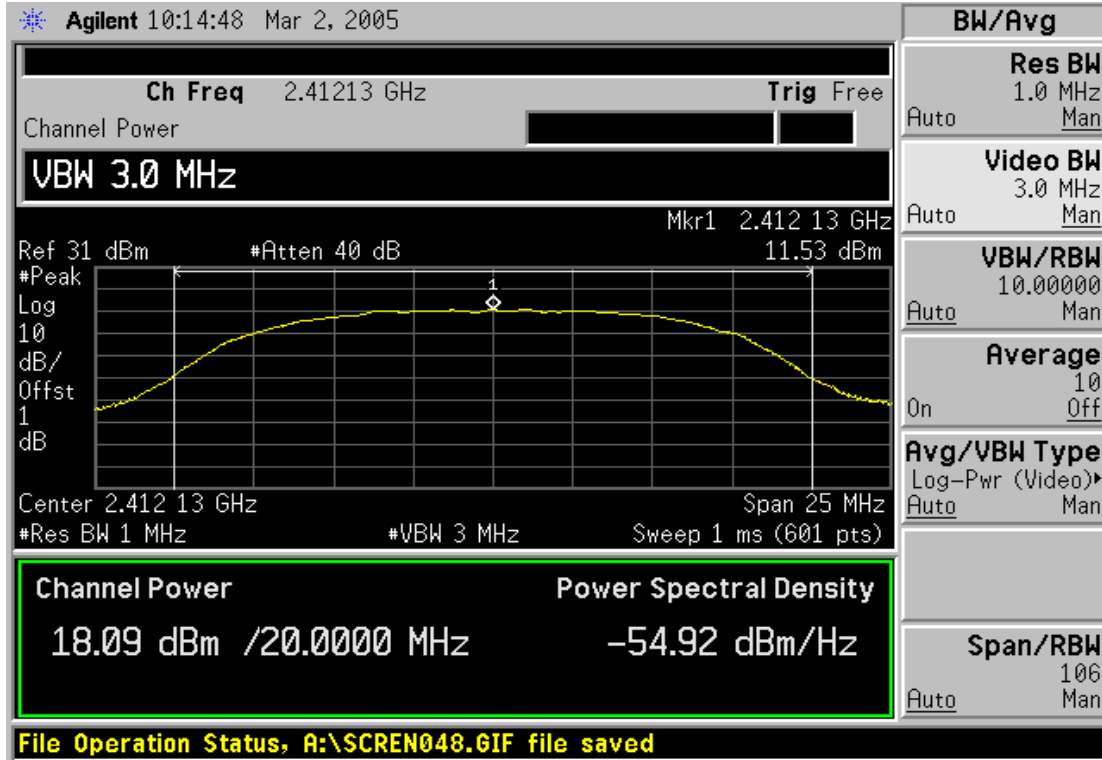 Agilent 10:14:48 Mar 2, 2005
Ch Freq 2.41213 GHz Trig Free
Channel Power
VBW 3.0 MHz
Mkr1 2.412 13 GHz
Ref 31 dBm #Atten 40 dB 11.53 dBm
#Peak
Log
10
dB/
Offst
1
dB
1
Center 2.412 13 GHz Span 25 MHz
#Res BW 1 MHz #VBW 3 MHz Sweep 1 ms (601 pts)
Channel Power Power Spectral Density
18.09 dBm /20.0000 MHz -54.92 dBm/Hz
File Operation Status, A:\SCREN048.GIF file saved
BW/Avg
Res BW
1.0 MHz
Auto Man
Video BW
3.0 MHz
Auto Man
VBW/RBW
10.00000
Auto Man
Average
10
On Off
Avg/VBW Type
Log-Pwr (Video)▸
Auto Man
Span/RBW
106
Auto Man